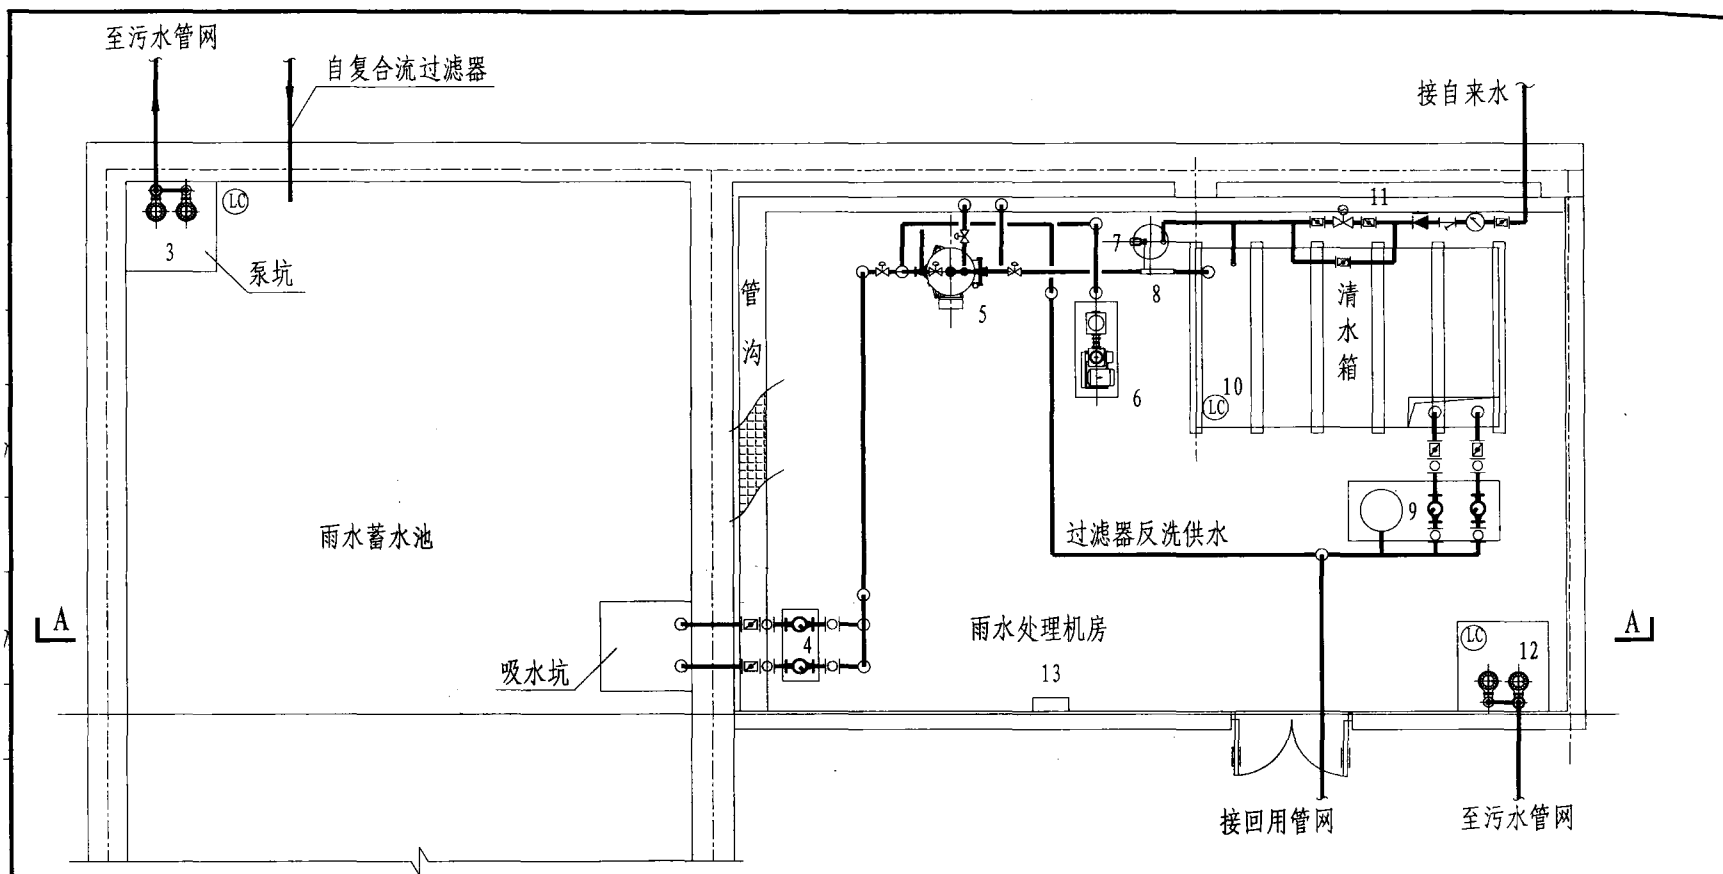 至污水管网
自复合流过滤器
接自来水
LC
3
泵坑
11
7
8
5
管沟
清水箱
6
10
LC
9
雨水蓄水池
过滤器反洗供水
A
A
雨水处理机房
LC
12
4
吸水坑
13
接回用管网
至污水管网